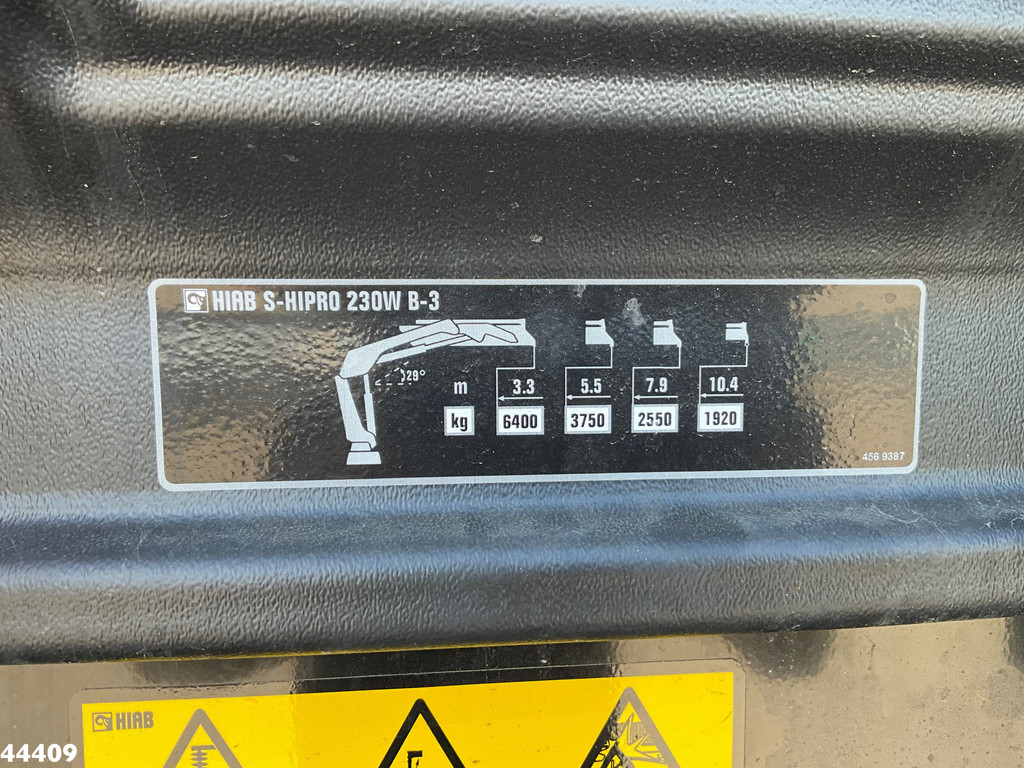 HIAB S-HIPRO 230W B-3
29°
m 3.3 5.5 7.9 10.4
kg 6400 3750 2550 1920
456 9387
HIAB
44409